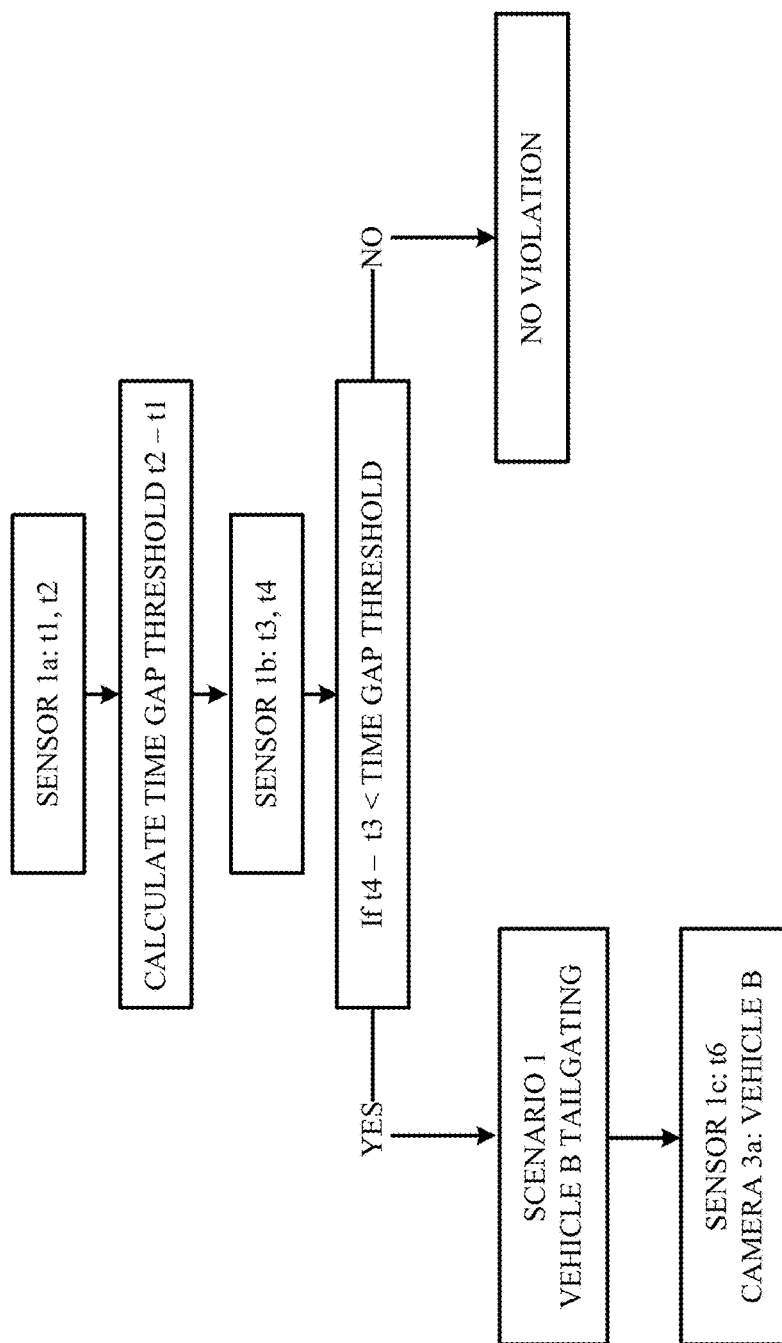 SENSOR 1a: t1, t2
CALCULATE TIME GAP THRESHOLD t2 – t1
SENSOR 1b: t3, t4
If t4 – t3 < TIME GAP THRESHOLD
YES
NO
SCENARIO 1
VEHICLE B TAILGATING
NO VIOLATION
SENSOR 1c: t6
CAMERA 3a: VEHICLE B